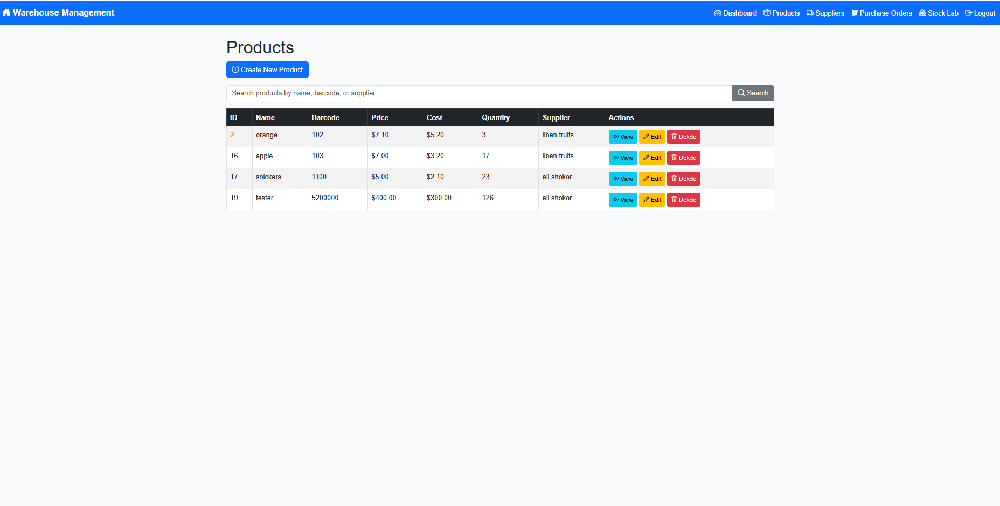 Warehouse Management Dashboard Products Suppliers Purchase Orders Stock Lab Logout
Products
Create New Product
Search products by name, barcode, or supplier... Search
ID Name Barcode Price Cost Quantity Supplier Actions
2 orange 102 $7.10 $5.20 3 liban fruits View Edit Delete
16 apple 103 $7.00 $3.20 17 liban fruits View Edit Delete
17 snickers 1100 $5.00 $2.10 23 ali shokor View Edit Delete
19 tester 5200000 $400.00 $300.00 126 ali shokor View Edit Delete